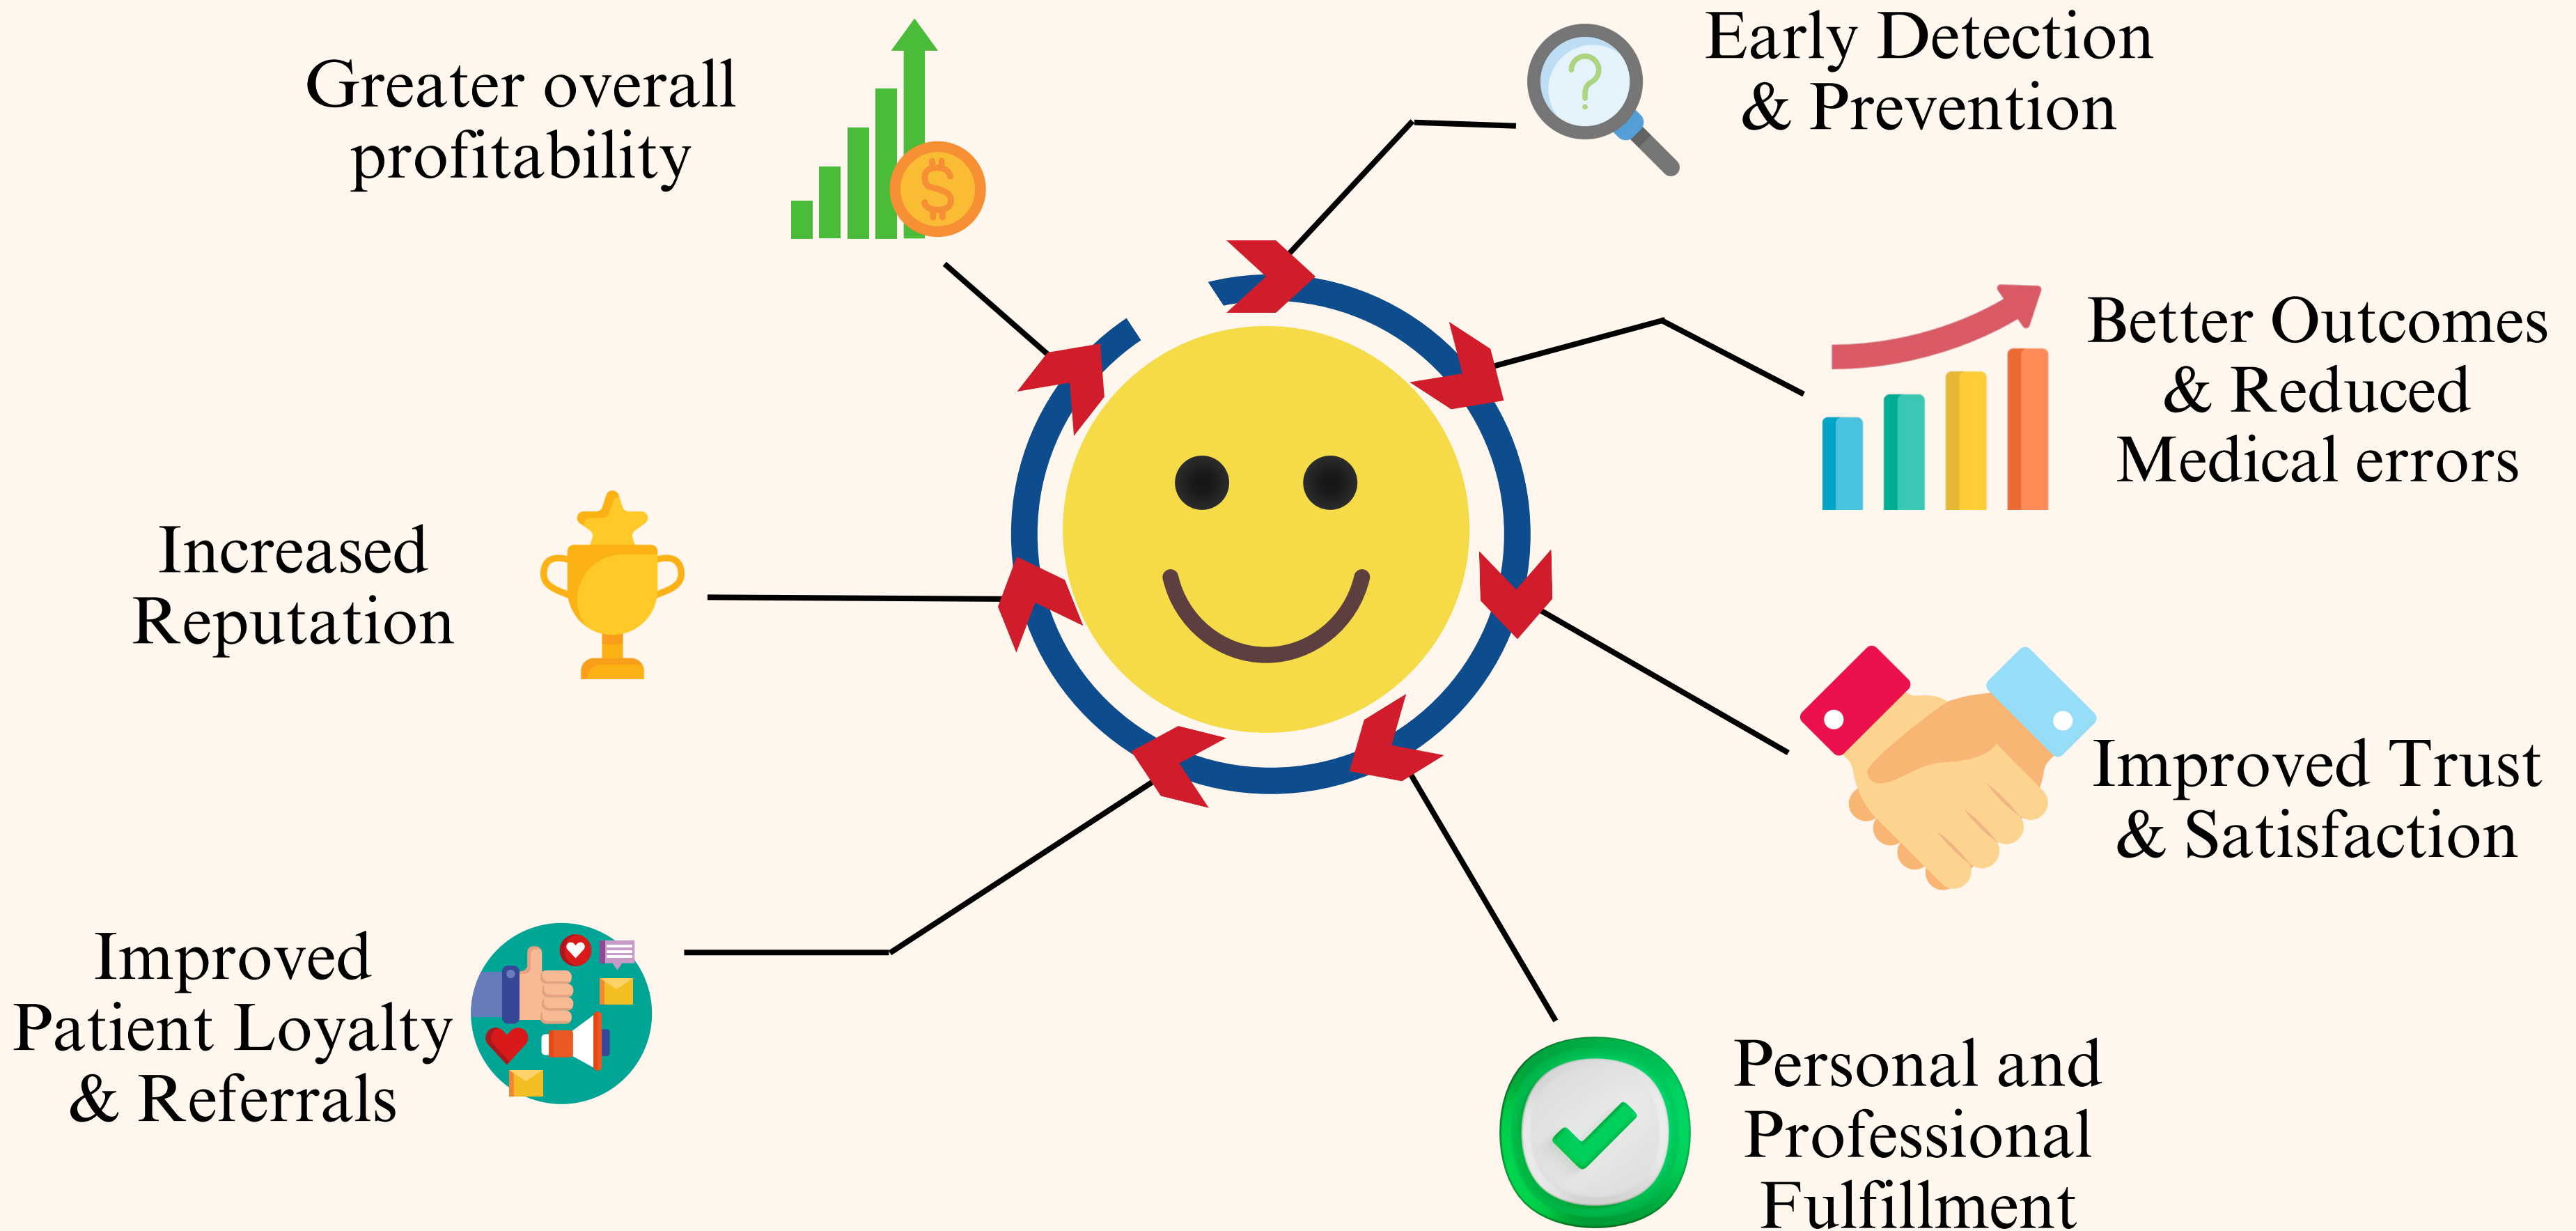 Greater overall
profitability
Early Detection
& Prevention
Better Outcomes
& Reduced
Medical errors
Improved Trust
& Satisfaction
Personal and
Professional
Fulfillment
Improved
Patient Loyalty
& Referrals
Increased
Reputation
?
$